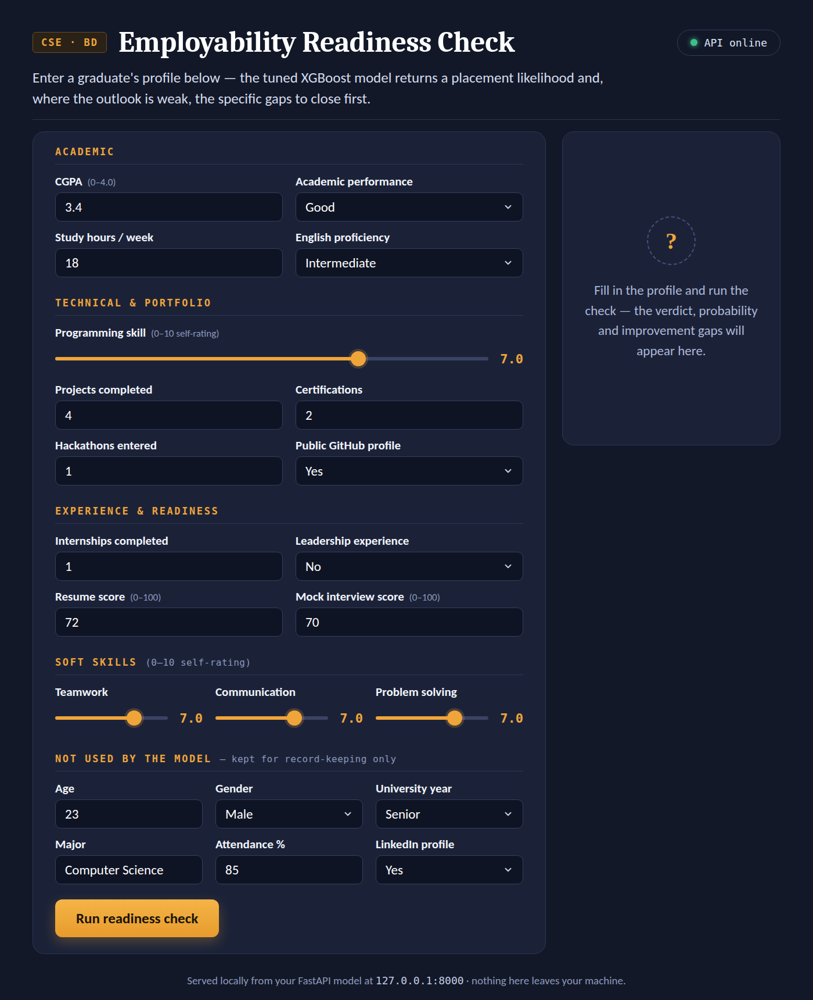 CSE · BD
Employability Readiness Check
API online
Enter a graduate's profile below — the tuned XGBoost model returns a placement likelihood and,
where the outlook is weak, the specific gaps to close first.
ACADEMIC
CGPA (0–4.0)
Academic performance
3.4
Good
Study hours / week
English proficiency
18
Intermediate
TECHNICAL & PORTFOLIO
Programming skill (0–10 self-rating)
7.0
Projects completed
Certifications
4
2
Hackathons entered
Public GitHub profile
1
Yes
EXPERIENCE & READINESS
Internships completed
Leadership experience
1
No
Resume score (0–100)
Mock interview score (0–100)
72
70
SOFT SKILLS (0–10 self-rating)
Teamwork
Communication
Problem solving
7.0
7.0
7.0
NOT USED BY THE MODEL — kept for record-keeping only
Age
Gender
University year
23
Male
Senior
Major
Attendance %
LinkedIn profile
Computer Science
85
Yes
Run readiness check
?
Fill in the profile and run the
check — the verdict, probability
and improvement gaps will
appear here.
Served locally from your FastAPI model at 127.0.0.1:8000 · nothing here leaves your machine.